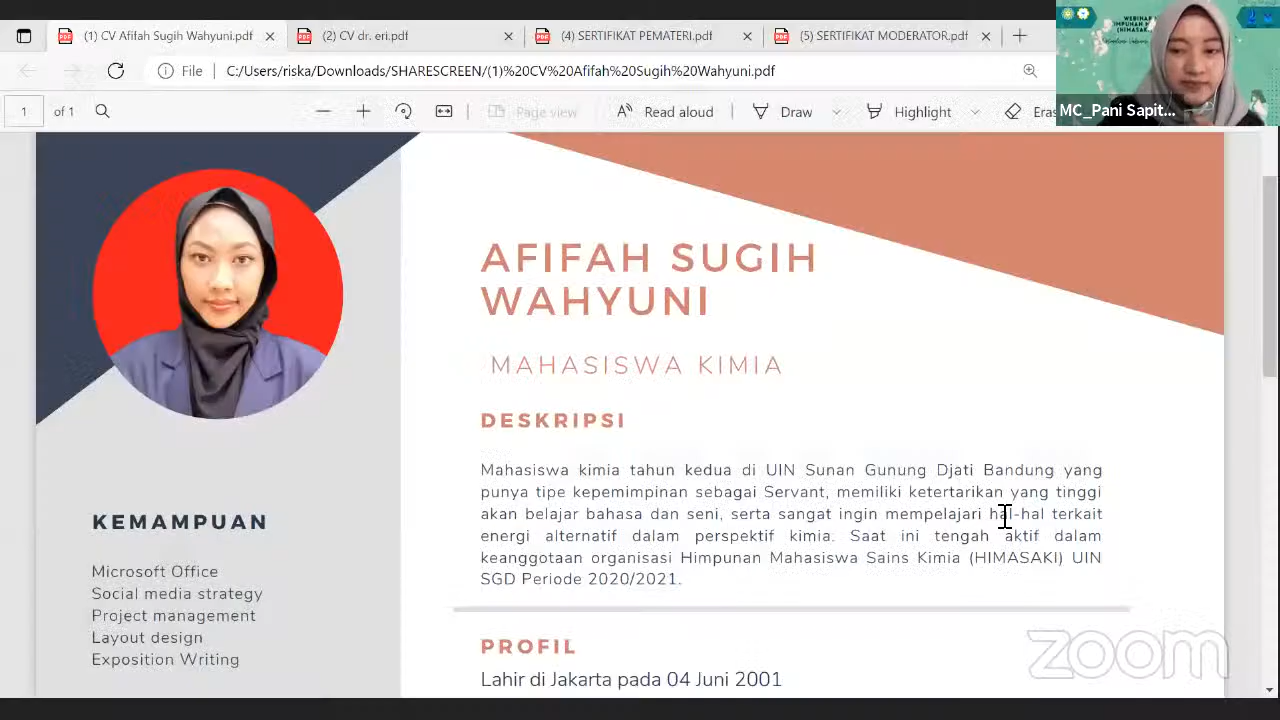 (1) CV Afifah Sugih Wahyuni.pdf
(2) CV dr. eri.pdf
(4) SERTIFIKAT PEMATERI.pdf
(5) SERTIFIKAT MODERATOR.pdf
File
C:/Users/riska/Downloads/SHARESCREEN/(1)%20CV%20Afifah%20Sugih%20Wahyuni.pdf
1
of 1
Page view
Read aloud
Draw
Highlight
Eras
WEBINAR
MC_Pani Sapit...
AFIFAH SUGIH
WAHYUNI
MAHASISWA KIMIA
DESKRIPSI
Mahasiswa kimia tahun kedua di UIN Sunan Gunung Djati Bandung yang
punya tipe kepemimpinan sebagai Servant, memiliki ketertarikan yang tinggi
akan belajar bahasa dan seni, serta sangat ingin mempelajari hal-hal terkait
energi alternatif dalam perspektif kimia. Saat ini tengah aktif dalam
keanggotaan organisasi Himpunan Mahasiswa Sains Kimia (HIMASAKI) UIN
SGD Periode 2020/2021.
KEMAMPUAN
Microsoft Office
Social media strategy
Project management
Layout design
Exposition Writing
PROFIL
Lahir di Jakarta pada 04 Juni 2001
zoom